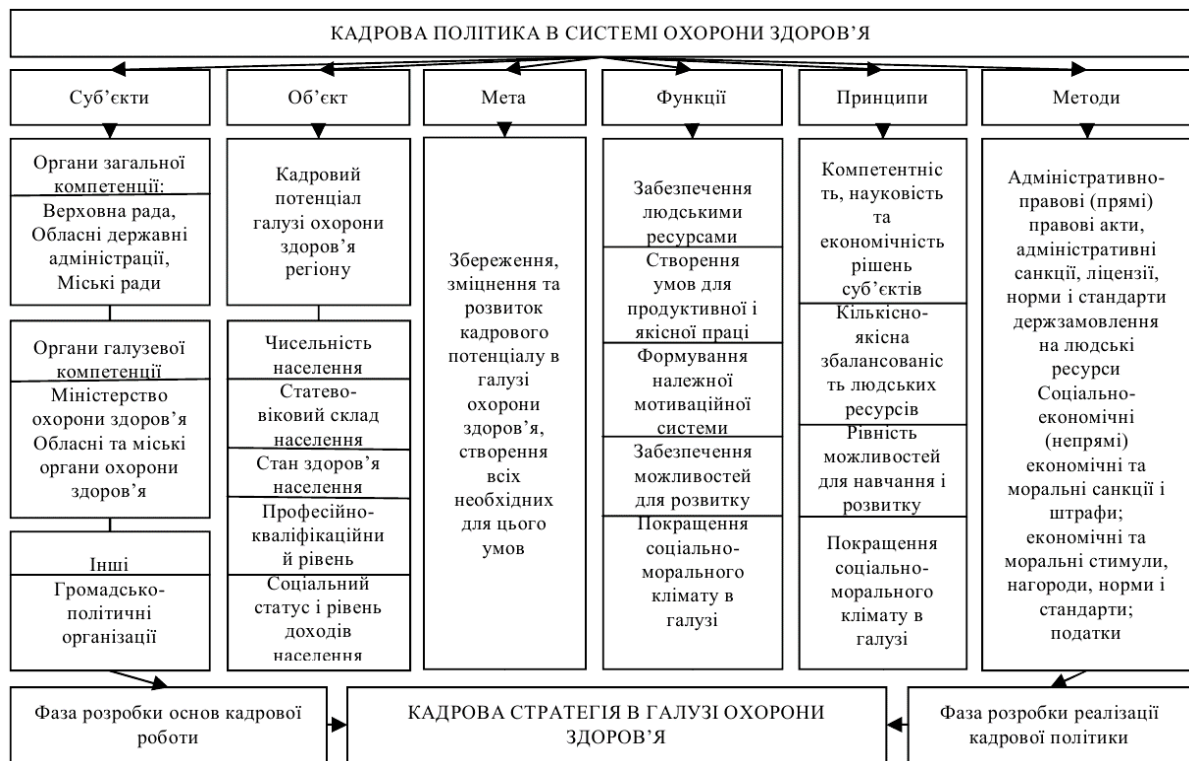 КАДРОВА ПОЛІТИКА В СИСТЕМІ ОХОРОНИ ЗДОРОВ’Я
Суб’єкти
Об’єкт
Мета
Функції
Принципи
Методи
Органи загальної
компетенції:
Верховна рада,
Обласні державні
адміністрації,
Міські ради
Органи галузевої
компетенції
Міністерство
охорони здоров’я
Обласні та міські
органи охорони
здоров’я
Інші
Громадсько-
політичні
організації
Кадровий
потенціал
галузі охорони
здоров’я
регіону
Чисельність
населення
Статево-
віковий склад
населення
Стан здоров’я
населення
Професійно-
кваліфікаційни
й рівень
Соціальний
статус і рівень
доходів
населення
Збереження,
зміцнення та
розвиток
кадрового
потенціалу в
галузі
охорони
здоров’я,
створення
всіх
необхідних
для цього
умов
Забезпечення
людськими
ресурсами
Створення
умов для
продуктивної і
якісної праці
Формування
належної
мотиваційної
системи
Забезпечення
можливостей
для розвитку
Покращення
соціально-
морального
клімату в
галузі
Компетентніс
ть, науковість
та
економічність
рішень
суб’єктів
Кількісно-
якісна
збалансованіс
ть людських
ресурсів
Рівність
можливостей
для навчання і
розвитку
Покращення
соціально-
морального
клімату в
галузі
Адміністративно-
правові (прямі)
правові акти,
адміністративні
санкції, ліцензії,
норми і стандарти
держзамовлення
на людські
ресурси
Соціально-
економічні
(непрямі)
економічні та
моральні санкції і
штрафи;
економічні та
моральні стимули,
нагороди, норми і
стандарти;
податки
Фаза розробки основ кадрової
роботи
КАДРОВА СТРАТЕГІЯ В ГАЛУЗІ ОХОРОНИ
ЗДОРОВ’Я
Фаза розробки реалізації
кадрової політики